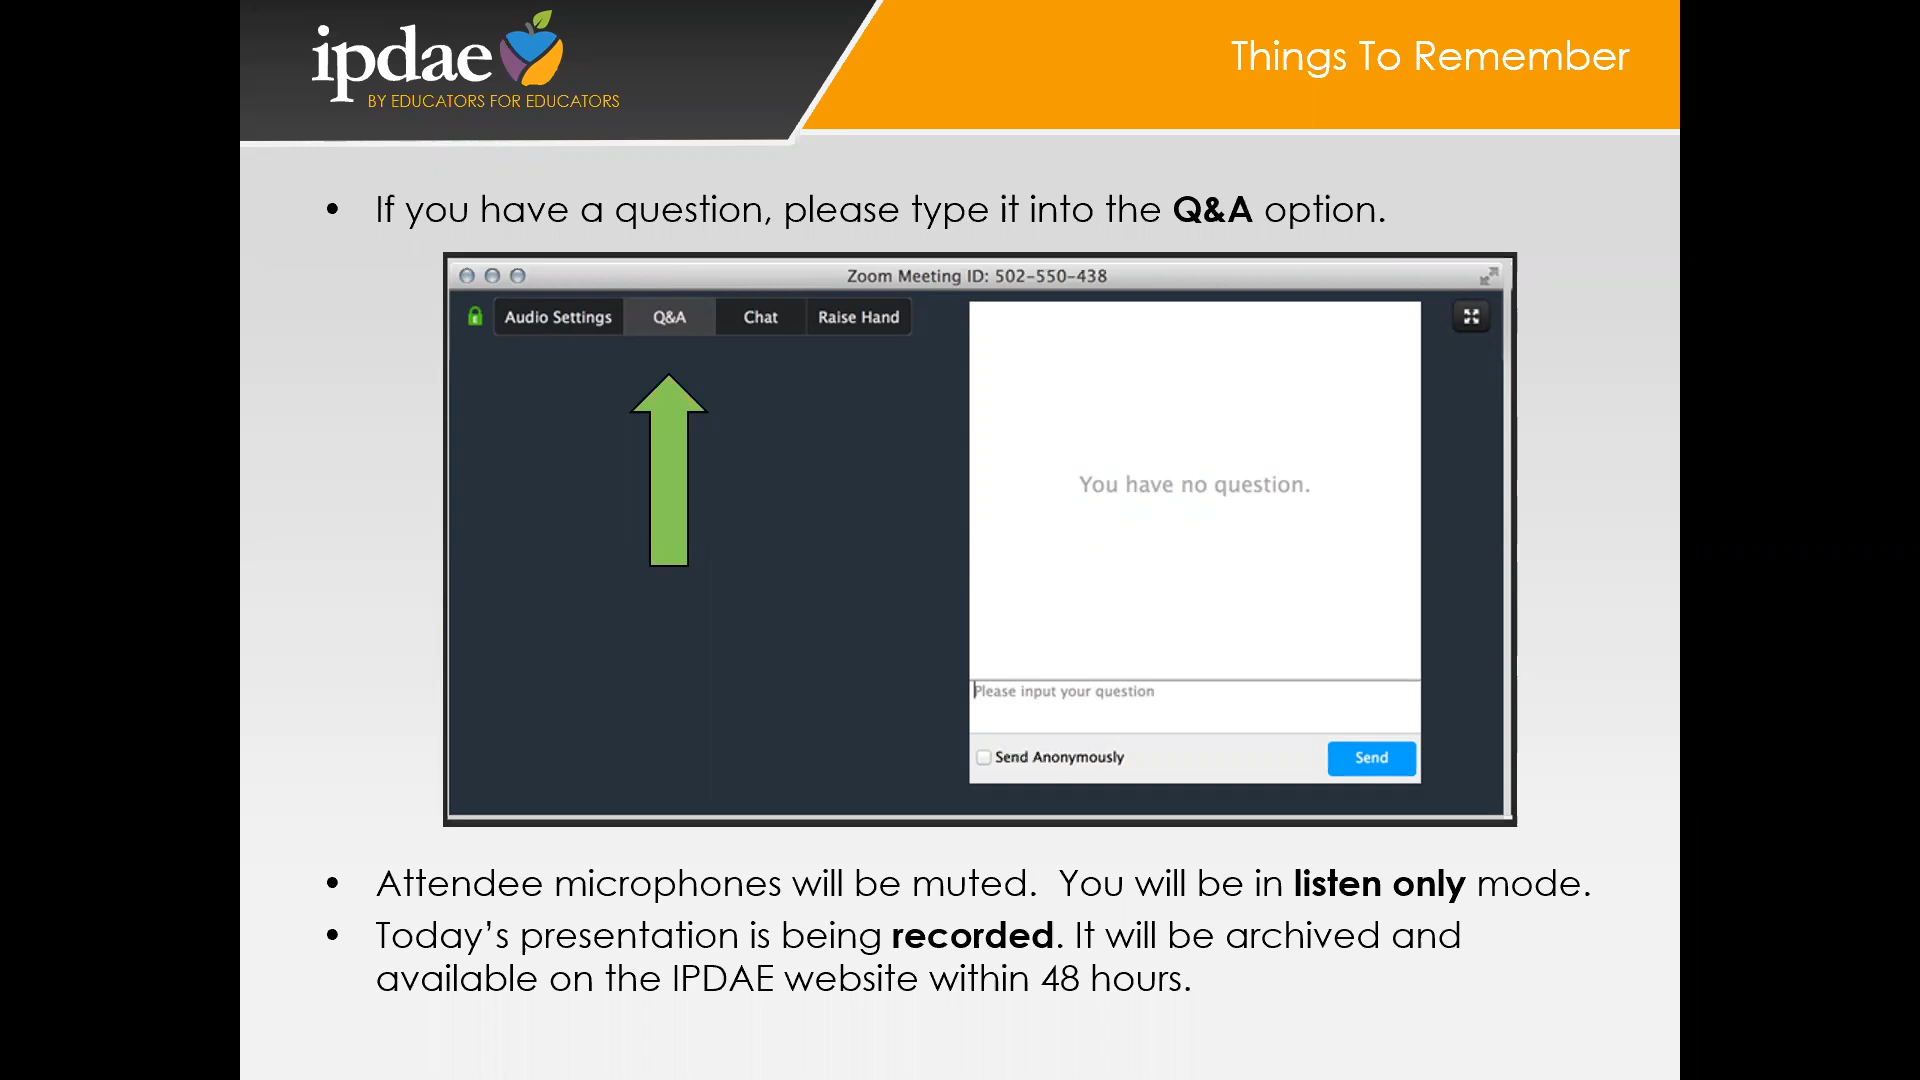 ipdae
BY EDUCATORS FOR EDUCATORS
Things To Remember
• If you have a question, please type it into the Q&A option.
Zoom Meeting ID: 502-550-438
Audio Settings Q&A Chat Raise Hand
You have no question.
Please input your question
Send Anonymously Send
• Attendee microphones will be muted. You will be in listen only mode.
• Today’s presentation is being recorded. It will be archived and
available on the IPDAE website within 48 hours.